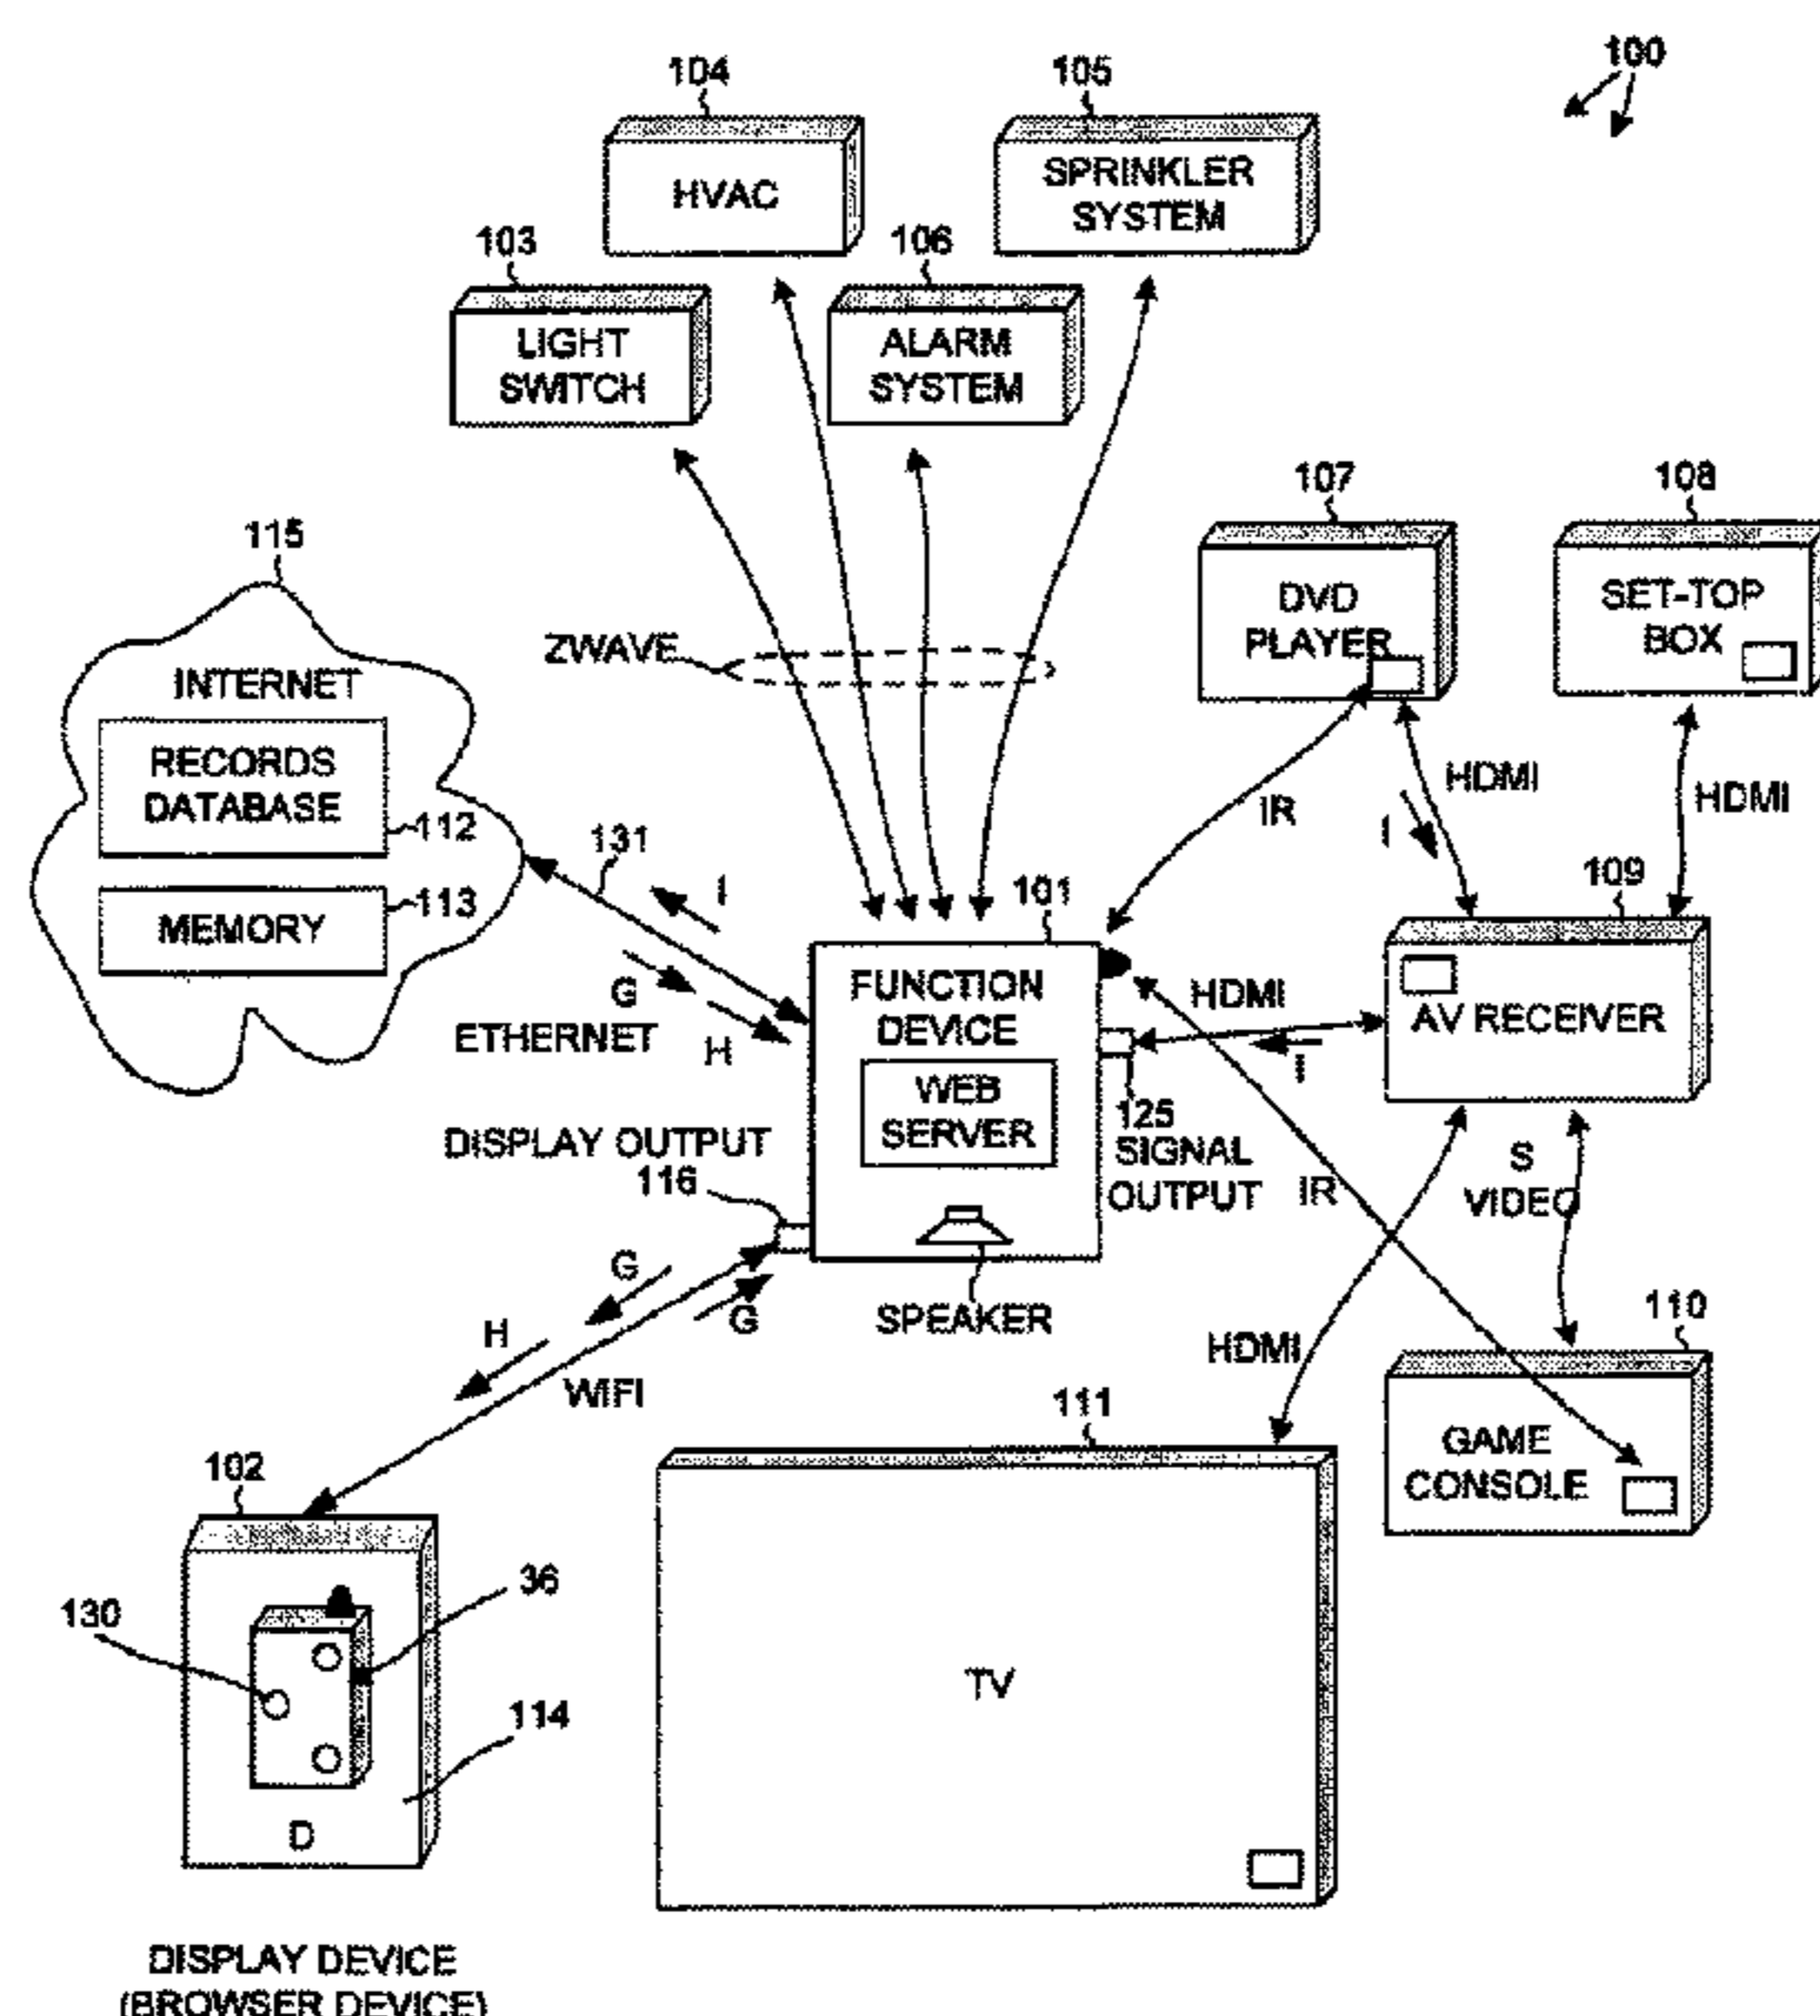 100
104
105
HVAC
SPRINKLER
SYSTEM
103
106
LIGHT
SWITCH
ALARM
SYSTEM
107
108
DVD
PLAYER
SET-TOP
BOX
115
ZWAVE
INTERNET
RECORDS
DATABASE
112
MEMORY
113
131
I
G
H
ETHERNET
IR
HDMI
I
HDMI
101
109
FUNCTION
DEVICE
WEB
SERVER
HDMI
I
AV RECEIVER
125
SIGNAL
OUTPUT
DISPLAY OUTPUT
116
IR
S
VIDEO
G
G
H
WIFI
SPEAKER
HDMI
110
GAME
CONSOLE
111
TV
102
36
130
114
D
DISPLAY DEVICE
(BROWSER DEVICE)